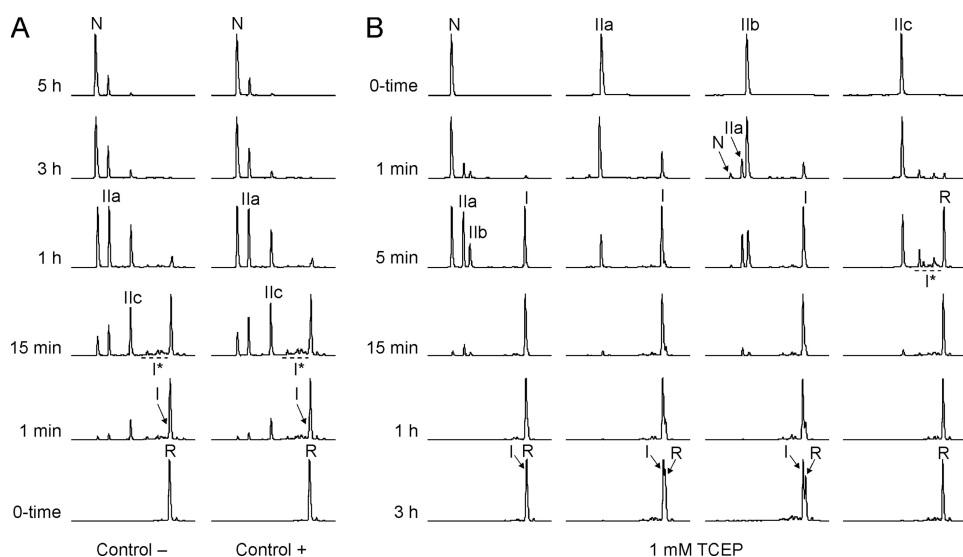 A
B
N
N
N
IIa
IIb
IIc
5 h
0-time
3 h
1 min
N
IIa
1 h
IIa
IIa
5 min
IIa
IIb
I
I
I
R
I*
15 min
IIc
I*
IIc
I*
15 min
1 min
I
I
1 h
0-time
R
R
3 h
I R
I
R
I
R
R
Control –
Control +
1 mM TCEP